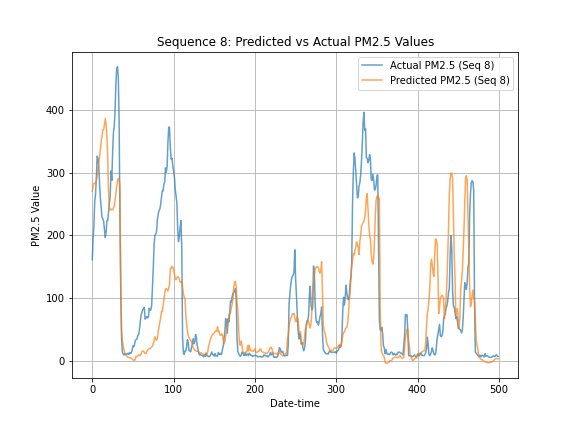 Sequence 8: Predicted vs Actual PM2.5 Values
Actual PM2.5 (Seq 8)
Predicted PM2.5 (Seq 8)
400
300
200
100
0
PM2.5 Value
0 100 200 300 400 500
Date-time